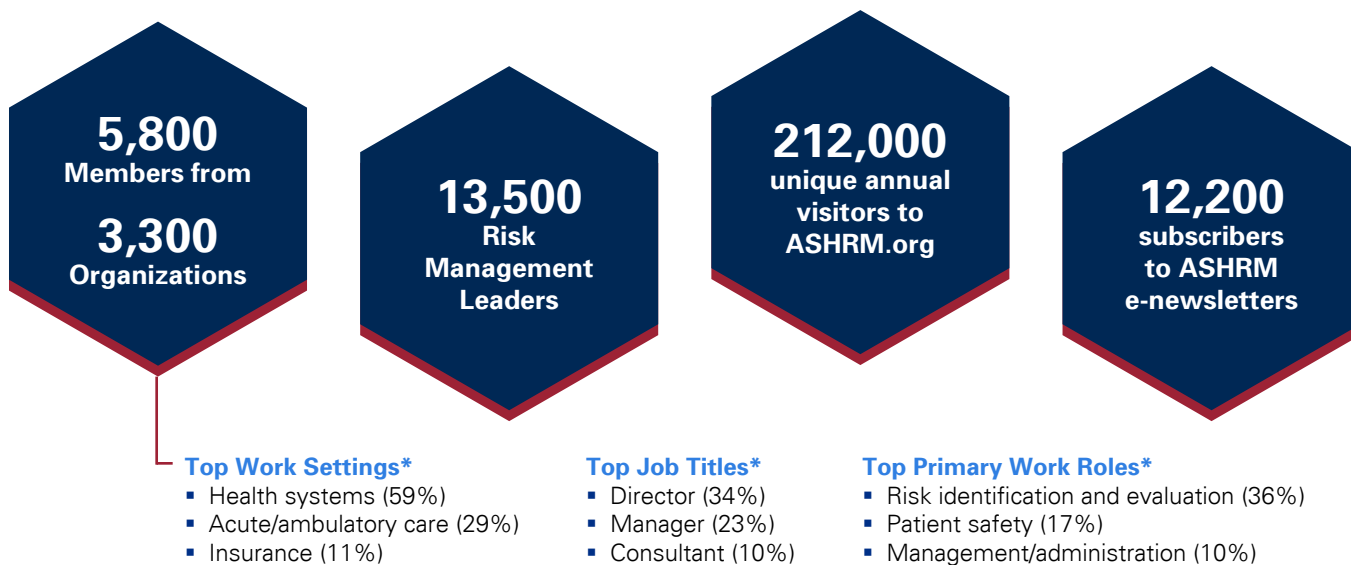 5,800
Members from
3,300
Organizations
13,500
Risk
Management
Leaders
212,000
unique annual
visitors to
ASHRM.org
12,200
subscribers
to ASHRM
e-newsletters
Top Work Settings*
▪ Health systems (59%)
▪ Acute/ambulatory care (29%)
▪ Insurance (11%)
Top Job Titles*
▪ Director (34%)
▪ Manager (23%)
▪ Consultant (10%)
Top Primary Work Roles*
▪ Risk identification and evaluation (36%)
▪ Patient safety (17%)
▪ Management/administration (10%)